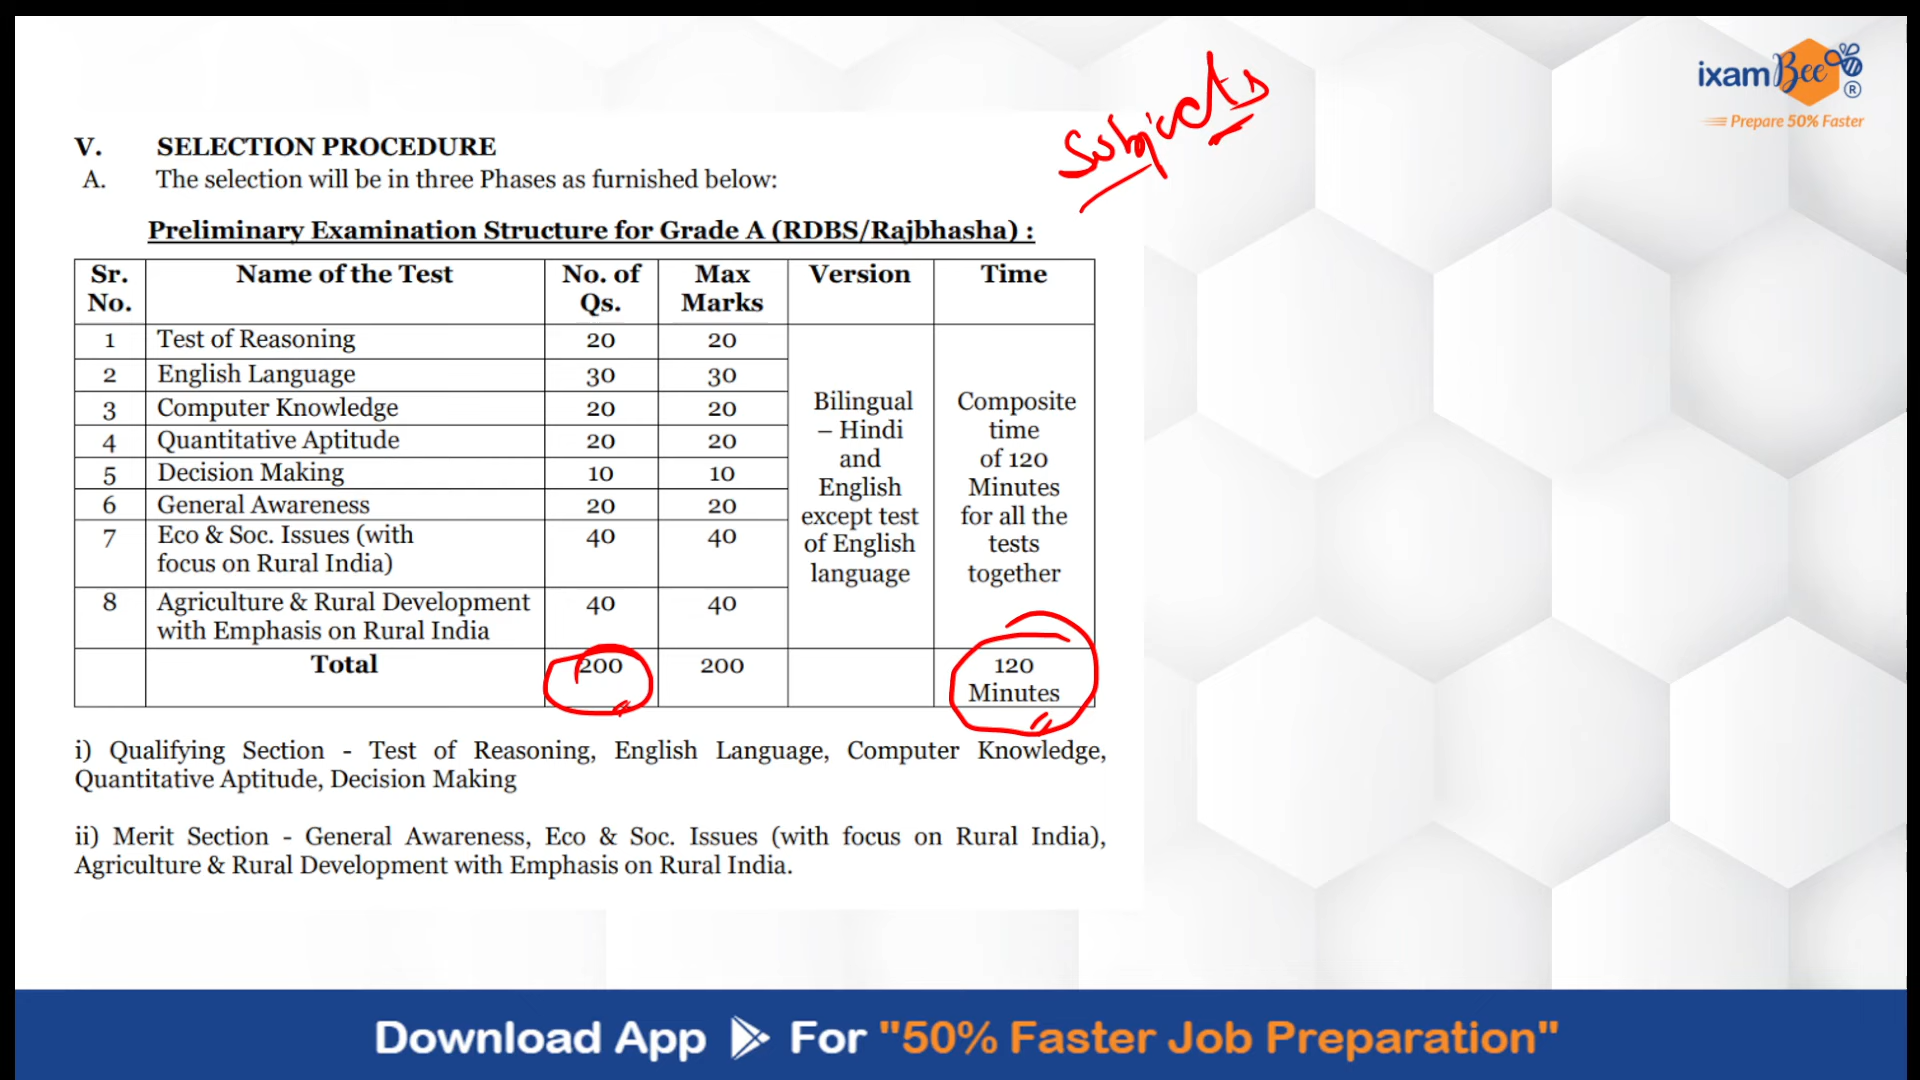 ixamBee®
Prepare 50% Faster
Subjects
V. SELECTION PROCEDURE
A. The selection will be in three Phases as furnished below:
Preliminary Examination Structure for Grade A (RDBS/Rajbhasha) :
Sr. No. Name of the Test No. of Qs. Max Marks Version Time
1 Test of Reasoning 20 20
2 English Language 30 30
3 Computer Knowledge 20 20
4 Quantitative Aptitude 20 20
5 Decision Making 10 10
6 General Awareness 20 20
7 Eco & Soc. Issues (with focus on Rural India) 40 40
8 Agriculture & Rural Development with Emphasis on Rural India 40 40
Bilingual – Hindi and English except test of English language
Composite time of 120 Minutes for all the tests together
Total 200 200 120 Minutes
i) Qualifying Section - Test of Reasoning, English Language, Computer Knowledge,
Quantitative Aptitude, Decision Making
ii) Merit Section - General Awareness, Eco & Soc. Issues (with focus on Rural India),
Agriculture & Rural Development with Emphasis on Rural India.
Download App For "50% Faster Job Preparation"